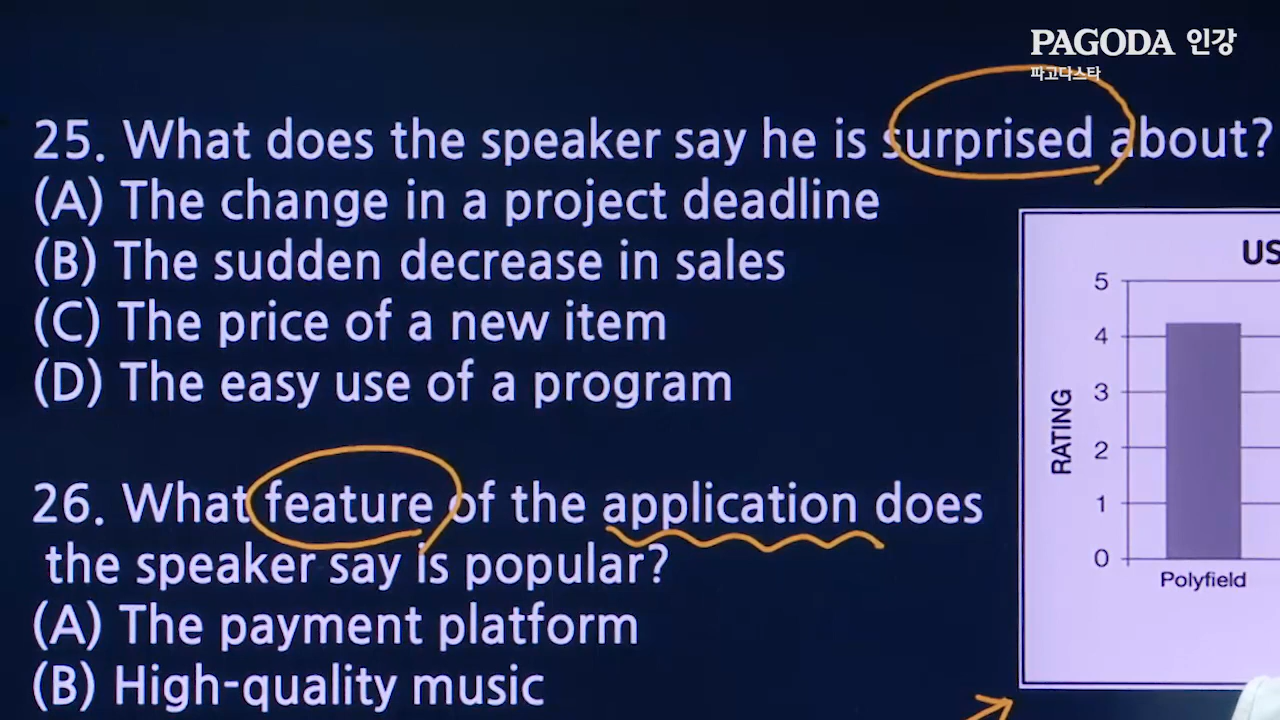 PAGODA 인강
파고다스타
25. What does the speaker say he is surprised about?
(A) The change in a project deadline
(B) The sudden decrease in sales
(C) The price of a new item
(D) The easy use of a program
US
5
4
3
2
1
0
RATING
Polyfield
26. What feature of the application does
the speaker say is popular?
(A) The payment platform
(B) High-quality music